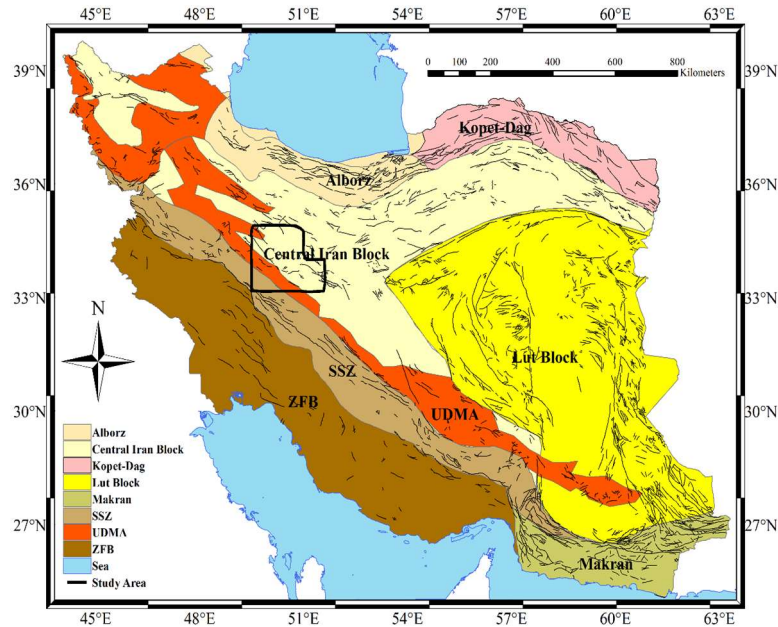 45°E 48°E 51°E 54°E 57°E 60°E 63°E
39°N 39°N
0 100 200 400 600 800
Kilometers
Kopet-Dag
Alborz
36°N 36°N
Central Iran Block
33°N 33°N
N
Lut Block
SSZ
ZFB
UDMA
30°N 30°N
Alborz
Central Iran Block
Kopet-Dag
Lut Block
Makran
SSZ
UDMA
ZFB
Sea
Study Area
27°N 27°N
Makran
45°E 48°E 51°E 54°E 57°E 60°E 63°E